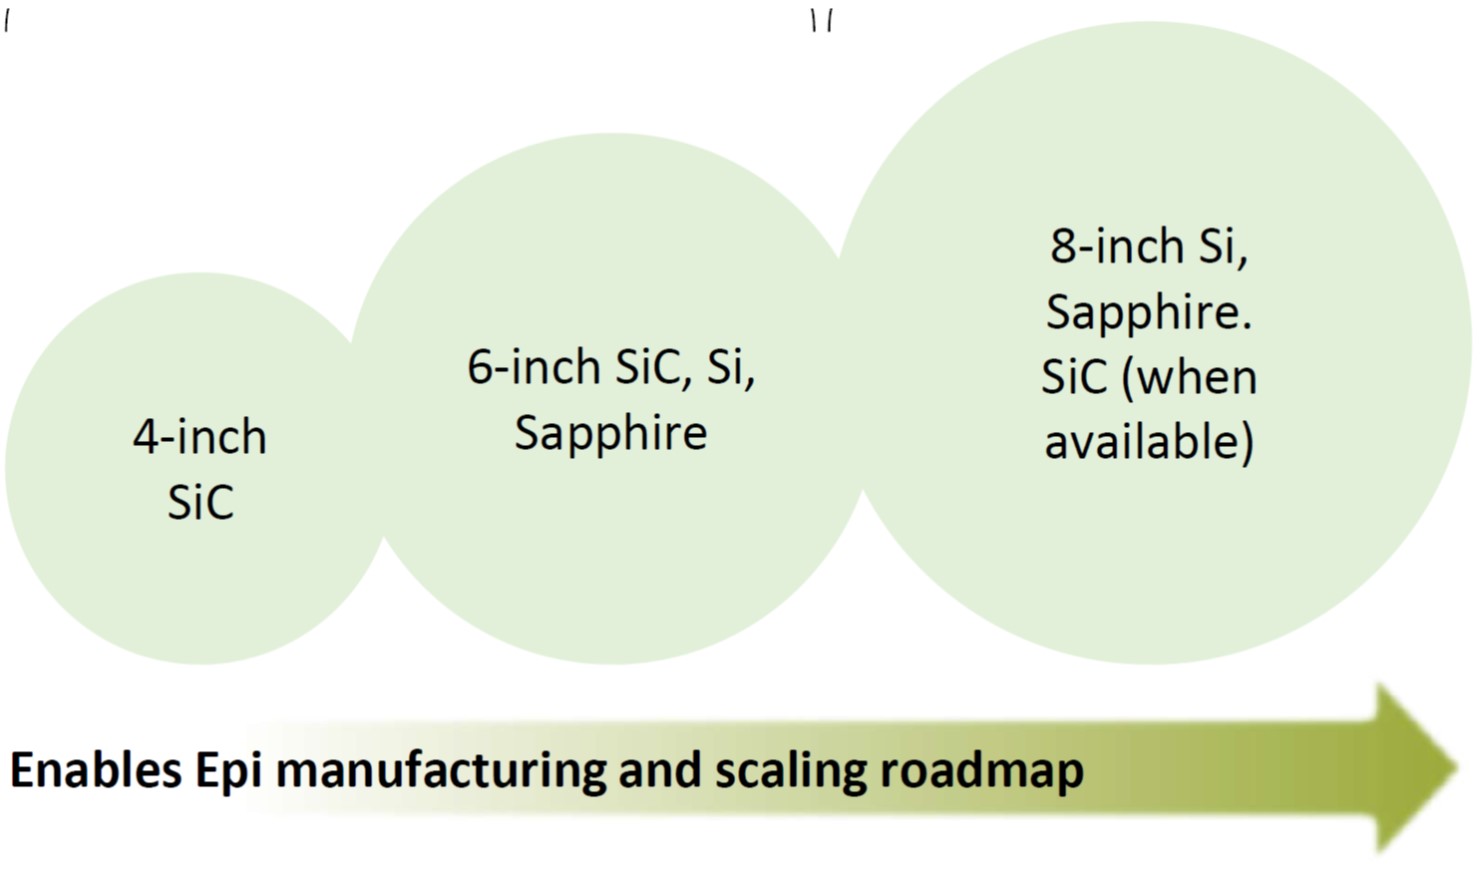 4-inch
SiC
6-inch SiC, Si,
Sapphire
8-inch Si,
Sapphire.
SiC (when
available)
Enables Epi manufacturing and scaling roadmap